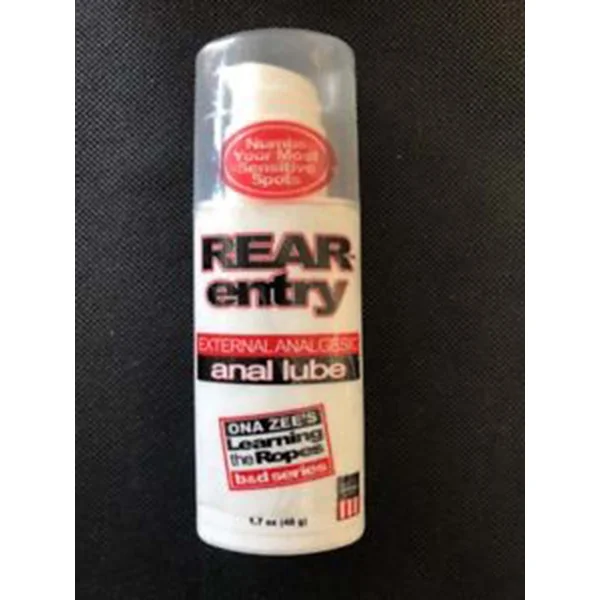 Numbs
Your Most
Sensitive
Spots
REAR-
entry
EXTERNAL ANALGESIC
anal lube
ONA ZEE'S
Learning
the Ropes
b&d series
1.7 oz (48 g)